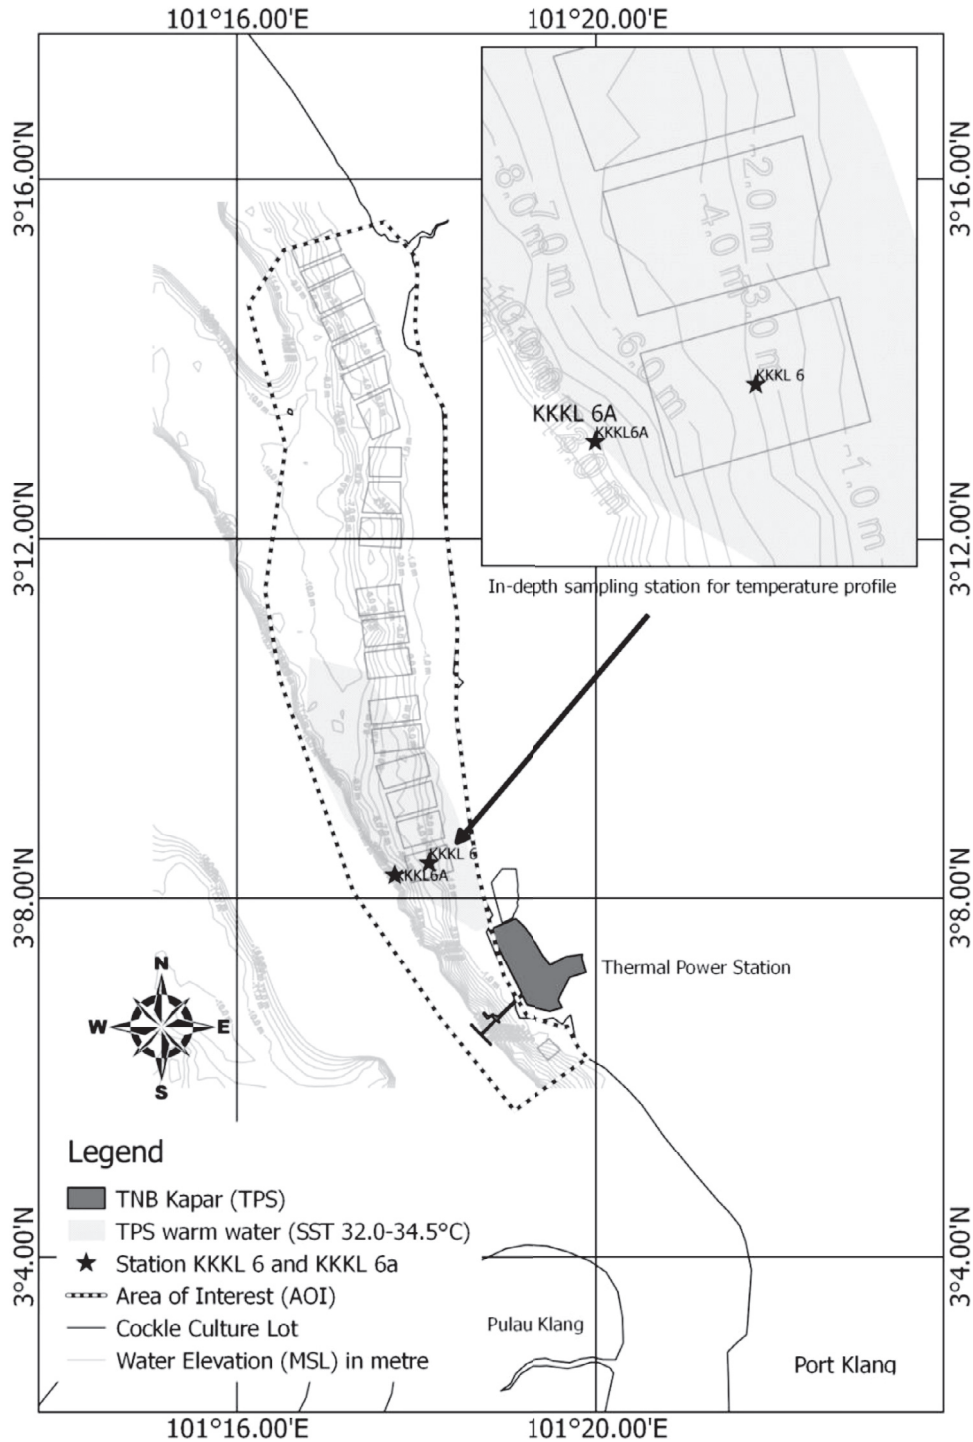 101°16.00'E
101°20.00'E
3°16.00'N
3°16.00'N
-8.0 m
-7.0 m
-2.0 m
-4.0 m
-3.0 m
-6.0 m
-1.0 m
KKKL 6
KKKL 6A
KKKL6A
3°12.00'N
3°12.00'N
In-depth sampling station for temperature profile
KKKL 6
KKKL6A
3°8.00'N
3°8.00'N
Thermal Power Station
N
W
E
S
Legend
TNB Kapar (TPS)
TPS warm water (SST 32.0-34.5°C)
Station KKKL 6 and KKKL 6a
Area of Interest (AOI)
Cockle Culture Lot
Water Elevation (MSL) in metre
3°4.00'N
3°4.00'N
Pulau Klang
Port Klang
101°16.00'E
101°20.00'E